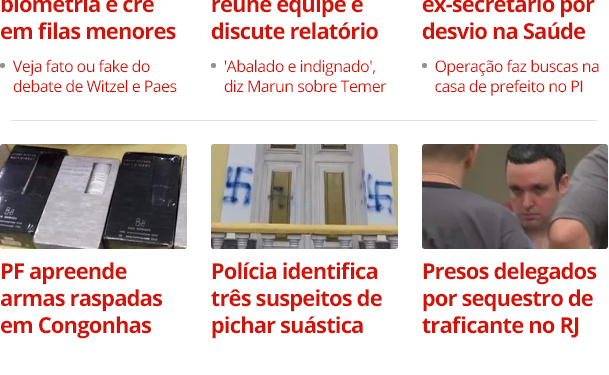 biometria e crê
em filas menores
Veja fato ou fake do
debate de Witzel e Paes
reúne equipe e
discute relatório
'Abalado e indignado',
diz Marun sobre Temer
ex-secretário por
desvio na Saúde
Operação faz buscas na
casa de prefeito no PI
PF apreende
armas raspadas
em Congonhas
Polícia identifica
três suspeitos de
pichar suástica
Presos delegados
por sequestro de
traficante no RJ